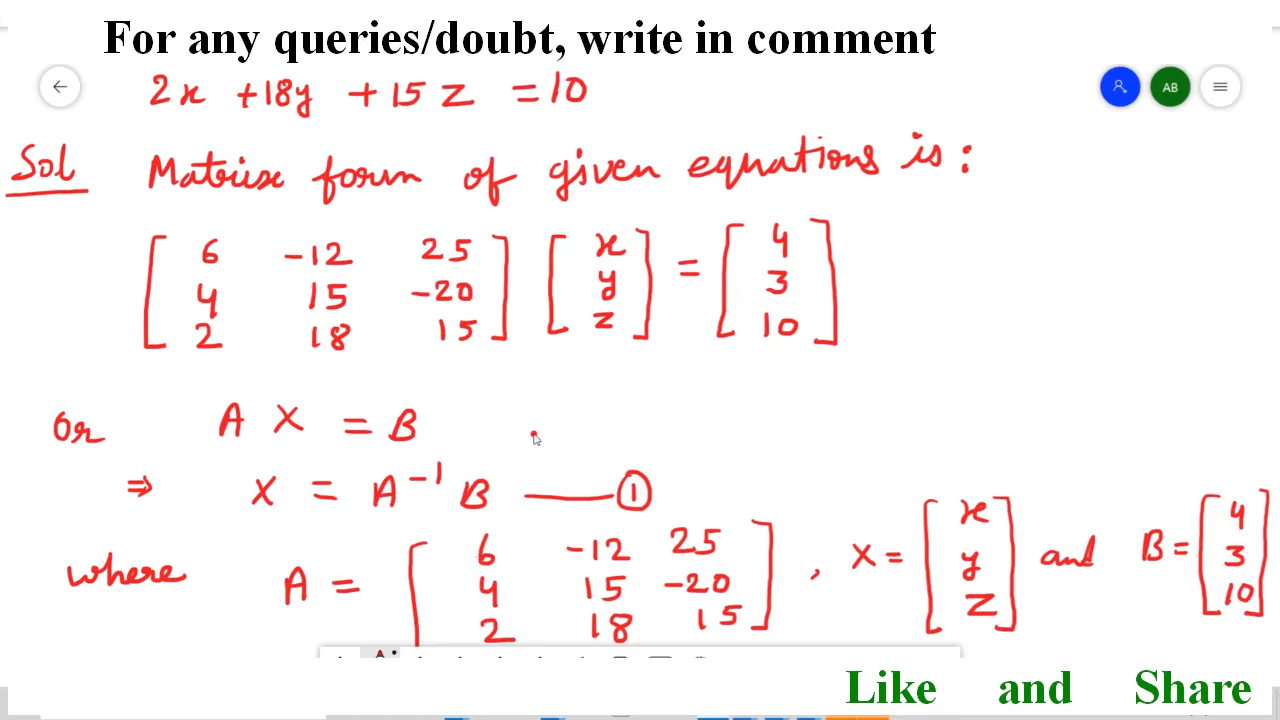 For any queries/doubt, write in comment
2x + 18y + 15z = 10
AB
Sol Matrix form of given equations is :
[ 6 -12 25 ] [ x ] = [ 4 ]
[ 4 15 -20 ] [ y ] [ 3 ]
[ 2 18 15 ] [ z ] [ 10 ]
Or A X = B
⇒ X = A⁻¹ B —— ①
where A = [ 6 -12 25 ] , X = [ x ] and B = [ 4 ]
[ 4 15 -20 ] [ y ] [ 3 ]
[ 2 18 15 ] [ z ] [ 10 ]
Like and Share